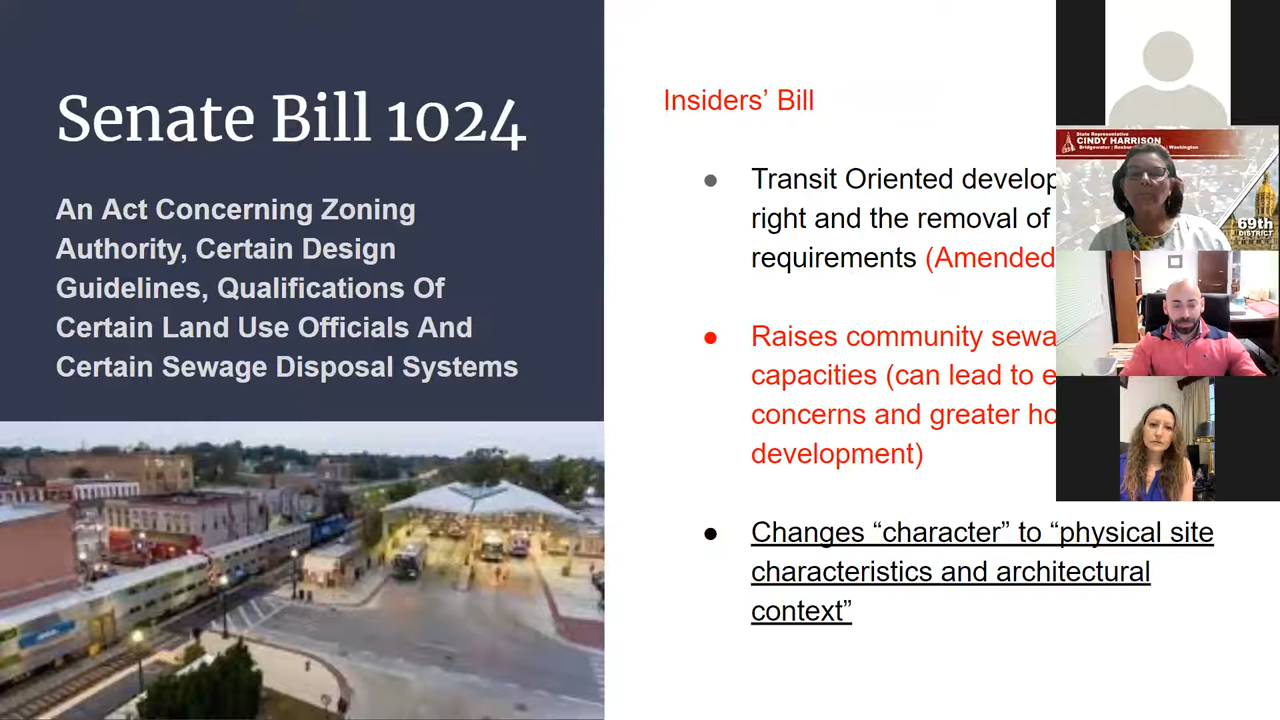 Senate Bill 1024
An Act Concerning Zoning
Authority, Certain Design
Guidelines, Qualifications Of
Certain Land Use Officials And
Certain Sewage Disposal Systems
Insiders’ Bill
Transit Oriented develop
right and the removal of
requirements (Amended
Raises community sewa
capacities (can lead to e
concerns and greater ho
development)
Changes “character” to “physical site
characteristics and architectural
context”
State Representative
CINDY HARRISON
Bridgewater Washington
69th
DISTRICT